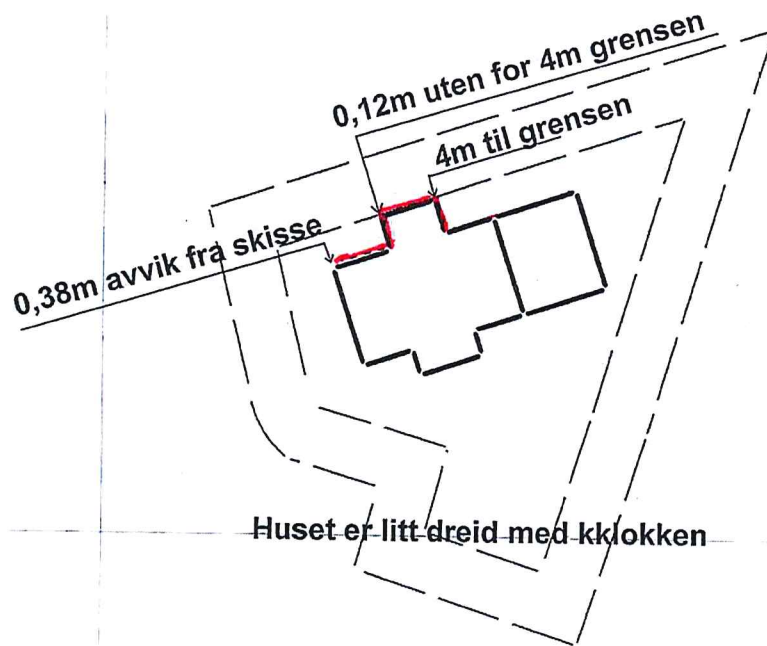 0,12m uten for 4m grensen
4m til grensen
0,38m avvik fra skisse
Huset er litt dreid med kklokken